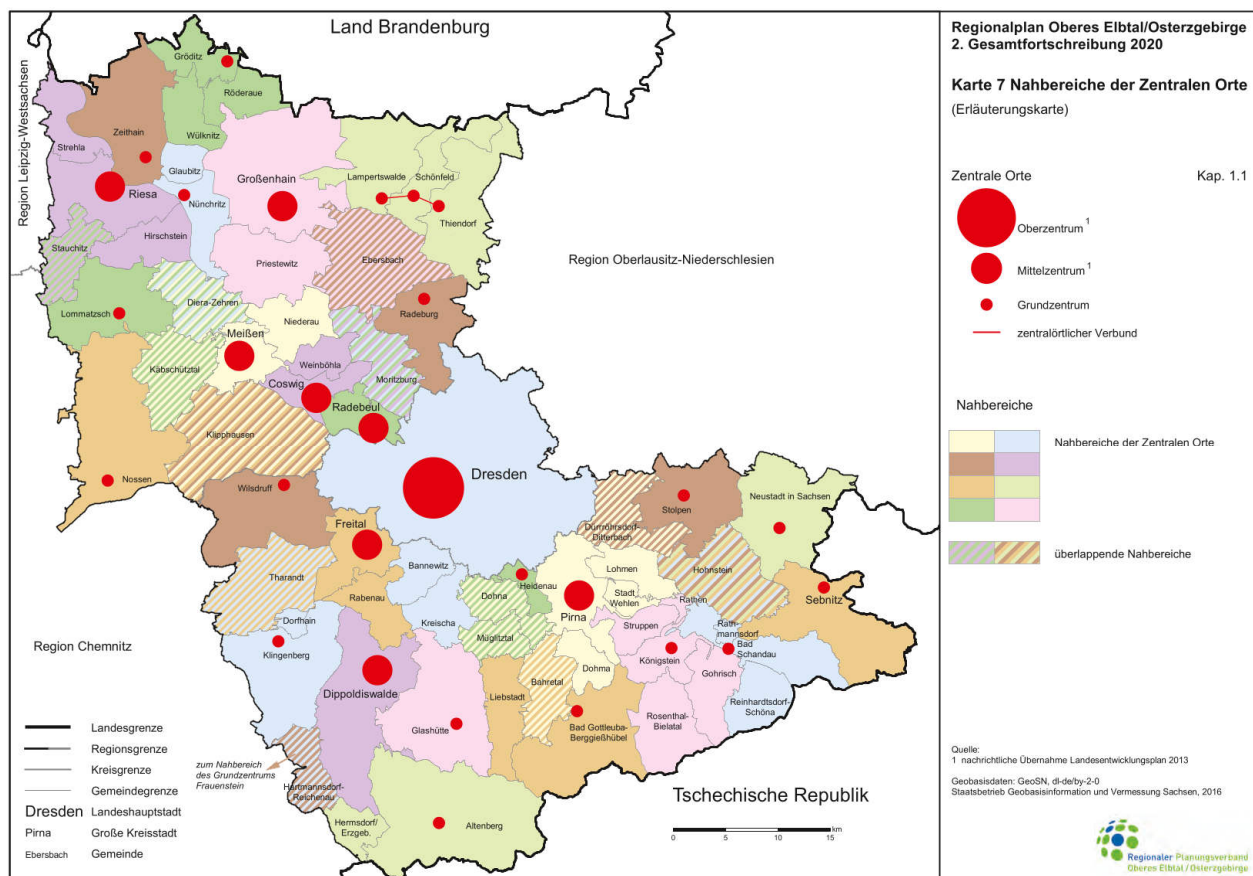 Land Brandenburg
Region Leipzig-Westsachsen
Gröditz
Röderaue
Zeithain
Wülknitz
Strehla
Glaubitz
Riesa
Nünchritz
Großenhain
Lampertswalde
Schönfeld
Thiendorf
Hirschstein
Stauchitz
Priestewitz
Ebersbach
Region Oberlausitz-Niederschlesien
Diera-Zehren
Lommatzsch
Niederau
Radeburg
Meißen
Weinböhla
Käbschütztal
Coswig
Moritzburg
Radebeul
Klipphausen
Dresden
Nossen
Wilsdruff
Stolpen
Neustadt in Sachsen
Freital
Dürrröhrsdorf-
Dittersbach
Bannewitz
Lohmen
Hohnstein
Tharandt
Heidenau
Dohna
Stadt
Wehlen
Rathen
Sebnitz
Rabenau
Pirna
Dorfhain
Kreischa
Struppen
Rath-
mannsdorf
Müglitztal
Bad
Schandau
Region Chemnitz
Klingenberg
Königstein
Dohma
Gohrisch
Dippoldiswalde
Bahretal
Liebstadt
Reinhardtsdorf-
Schöna
Rosenthal-
Bielatal
Glashütte
Bad Gottleuba-
Berggießhübel
zum Nahbereich
des Grundzentrums
Frauenstein
Hartmannsdorf-
Reichenau
Tschechische Republik
Hermsdorf/
Erzgeb.
Altenberg
0 5 10 15 km
Landesgrenze
Regionsgrenze
Kreisgrenze
Gemeindegrenze
Dresden Landeshauptstadt
Pirna Große Kreisstadt
Ebersbach Gemeinde
Regionalplan Oberes Elbtal/Osterzgebirge
2. Gesamtfortschreibung 2020
Karte 7 Nahbereiche der Zentralen Orte
(Erläuterungskarte)
Zentrale Orte Kap. 1.1
Oberzentrum 1
Mittelzentrum 1
Grundzentrum
zentralörtlicher Verbund
Nahbereiche
Nahbereiche der Zentralen Orte
überlappende Nahbereiche
Quelle:
1 nachrichtliche Übernahme Landesentwicklungsplan 2013
Geobasisdaten: GeoSN, dl-de/by-2-0
Staatsbetrieb Geobasisinformation und Vermessung Sachsen, 2016
Regionaler Planungsverband
Oberes Elbtal / Osterzgebirge